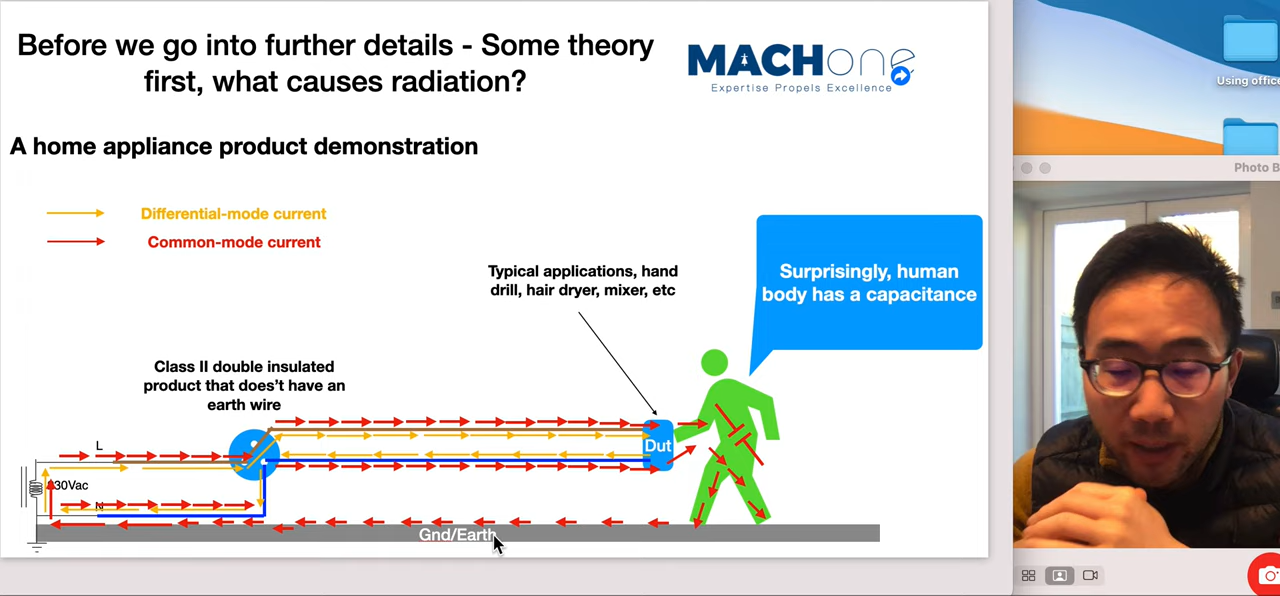 Before we go into further details - Some theory
first, what causes radiation?
MACHone
Expertise Propels Excellence
A home appliance product demonstration
Differential-mode current
Common-mode current
Typical applications, hand
drill, hair dryer, mixer, etc
Surprisingly, human
body has a capacitance
Class II double insulated
product that does't have an
earth wire
L
Dut
30Vac
N
Gnd/Earth
Using office
Photo B